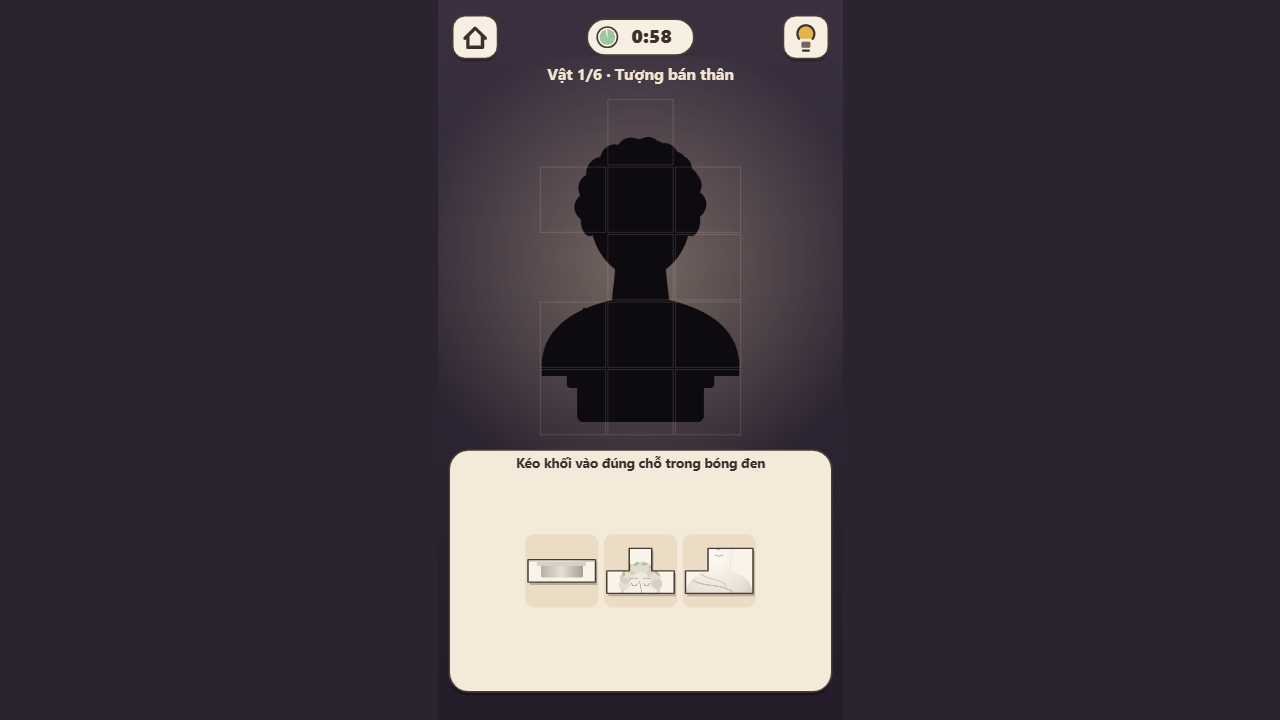 0:58
Vật 1/6 · Tượng bán thân
Kéo khối vào đúng chỗ trong bóng đen